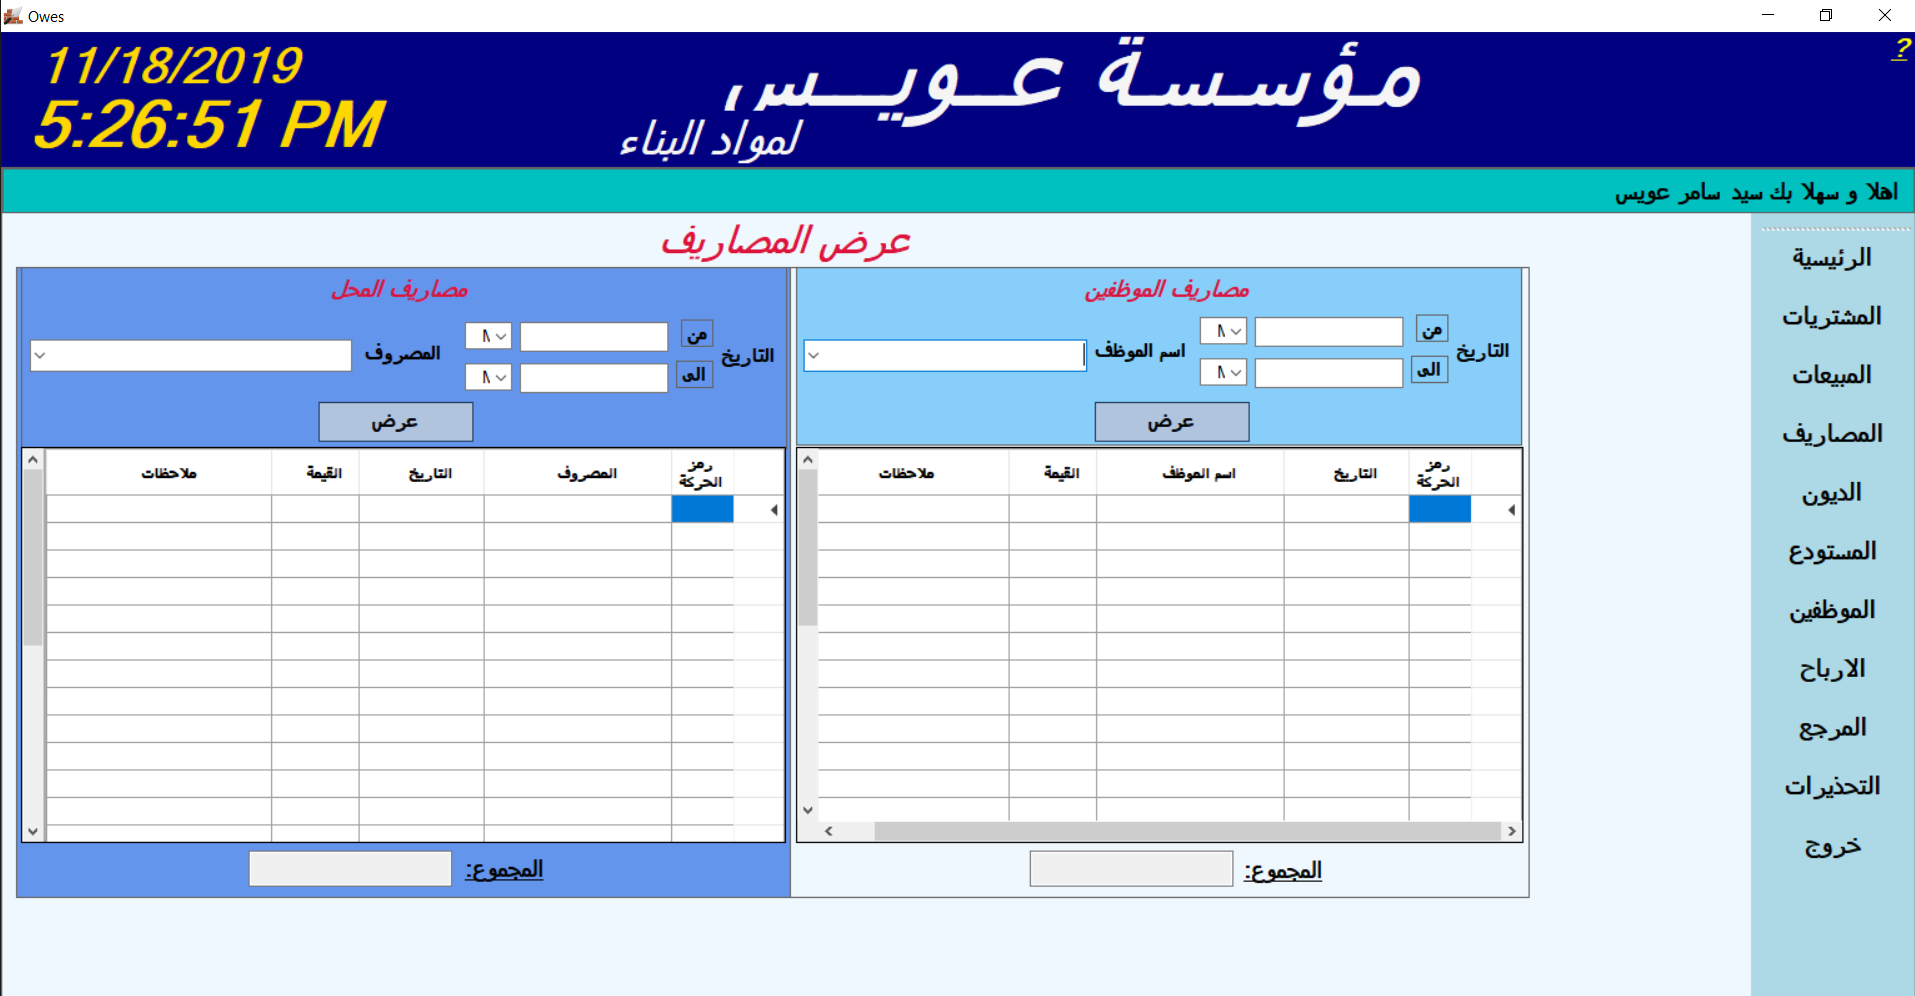 Owes
11/18/2019
5:26:51 PM
مؤسسة عويس
لمواد البناء
?
اهلا و سهلا بك سيد سامر عويس
عرض المصاريف
الرئيسية
المشتريات
المبيعات
المصاريف
الديون
المستودع
الموظفين
الارباح
المرجع
التحذيرات
خروج
مصاريف الموظفين
التاريخ
من
الى
اسم الموظف
عرض
رمز الحركة
التاريخ
اسم الموظف
القيمة
ملاحظات
المجموع:
مصاريف المحل
التاريخ
من
الى
المصروف
عرض
رمز الحركة
المصروف
التاريخ
القيمة
ملاحظات
المجموع: